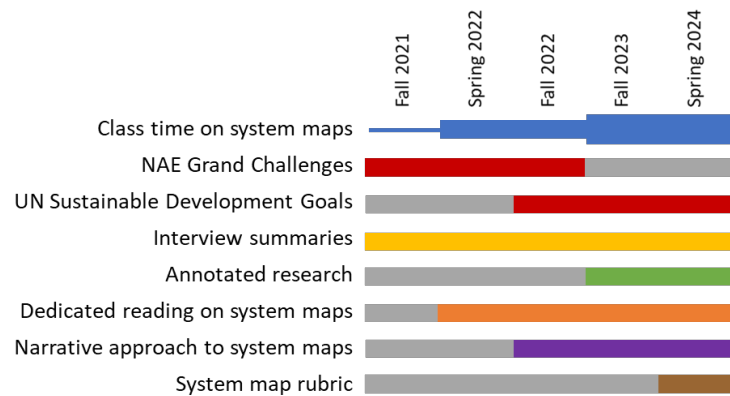 Fall 2021
Spring 2022
Fall 2022
Fall 2023
Spring 2024
Class time on system maps
NAE Grand Challenges
UN Sustainable Development Goals
Interview summaries
Annotated research
Dedicated reading on system maps
Narrative approach to system maps
System map rubric